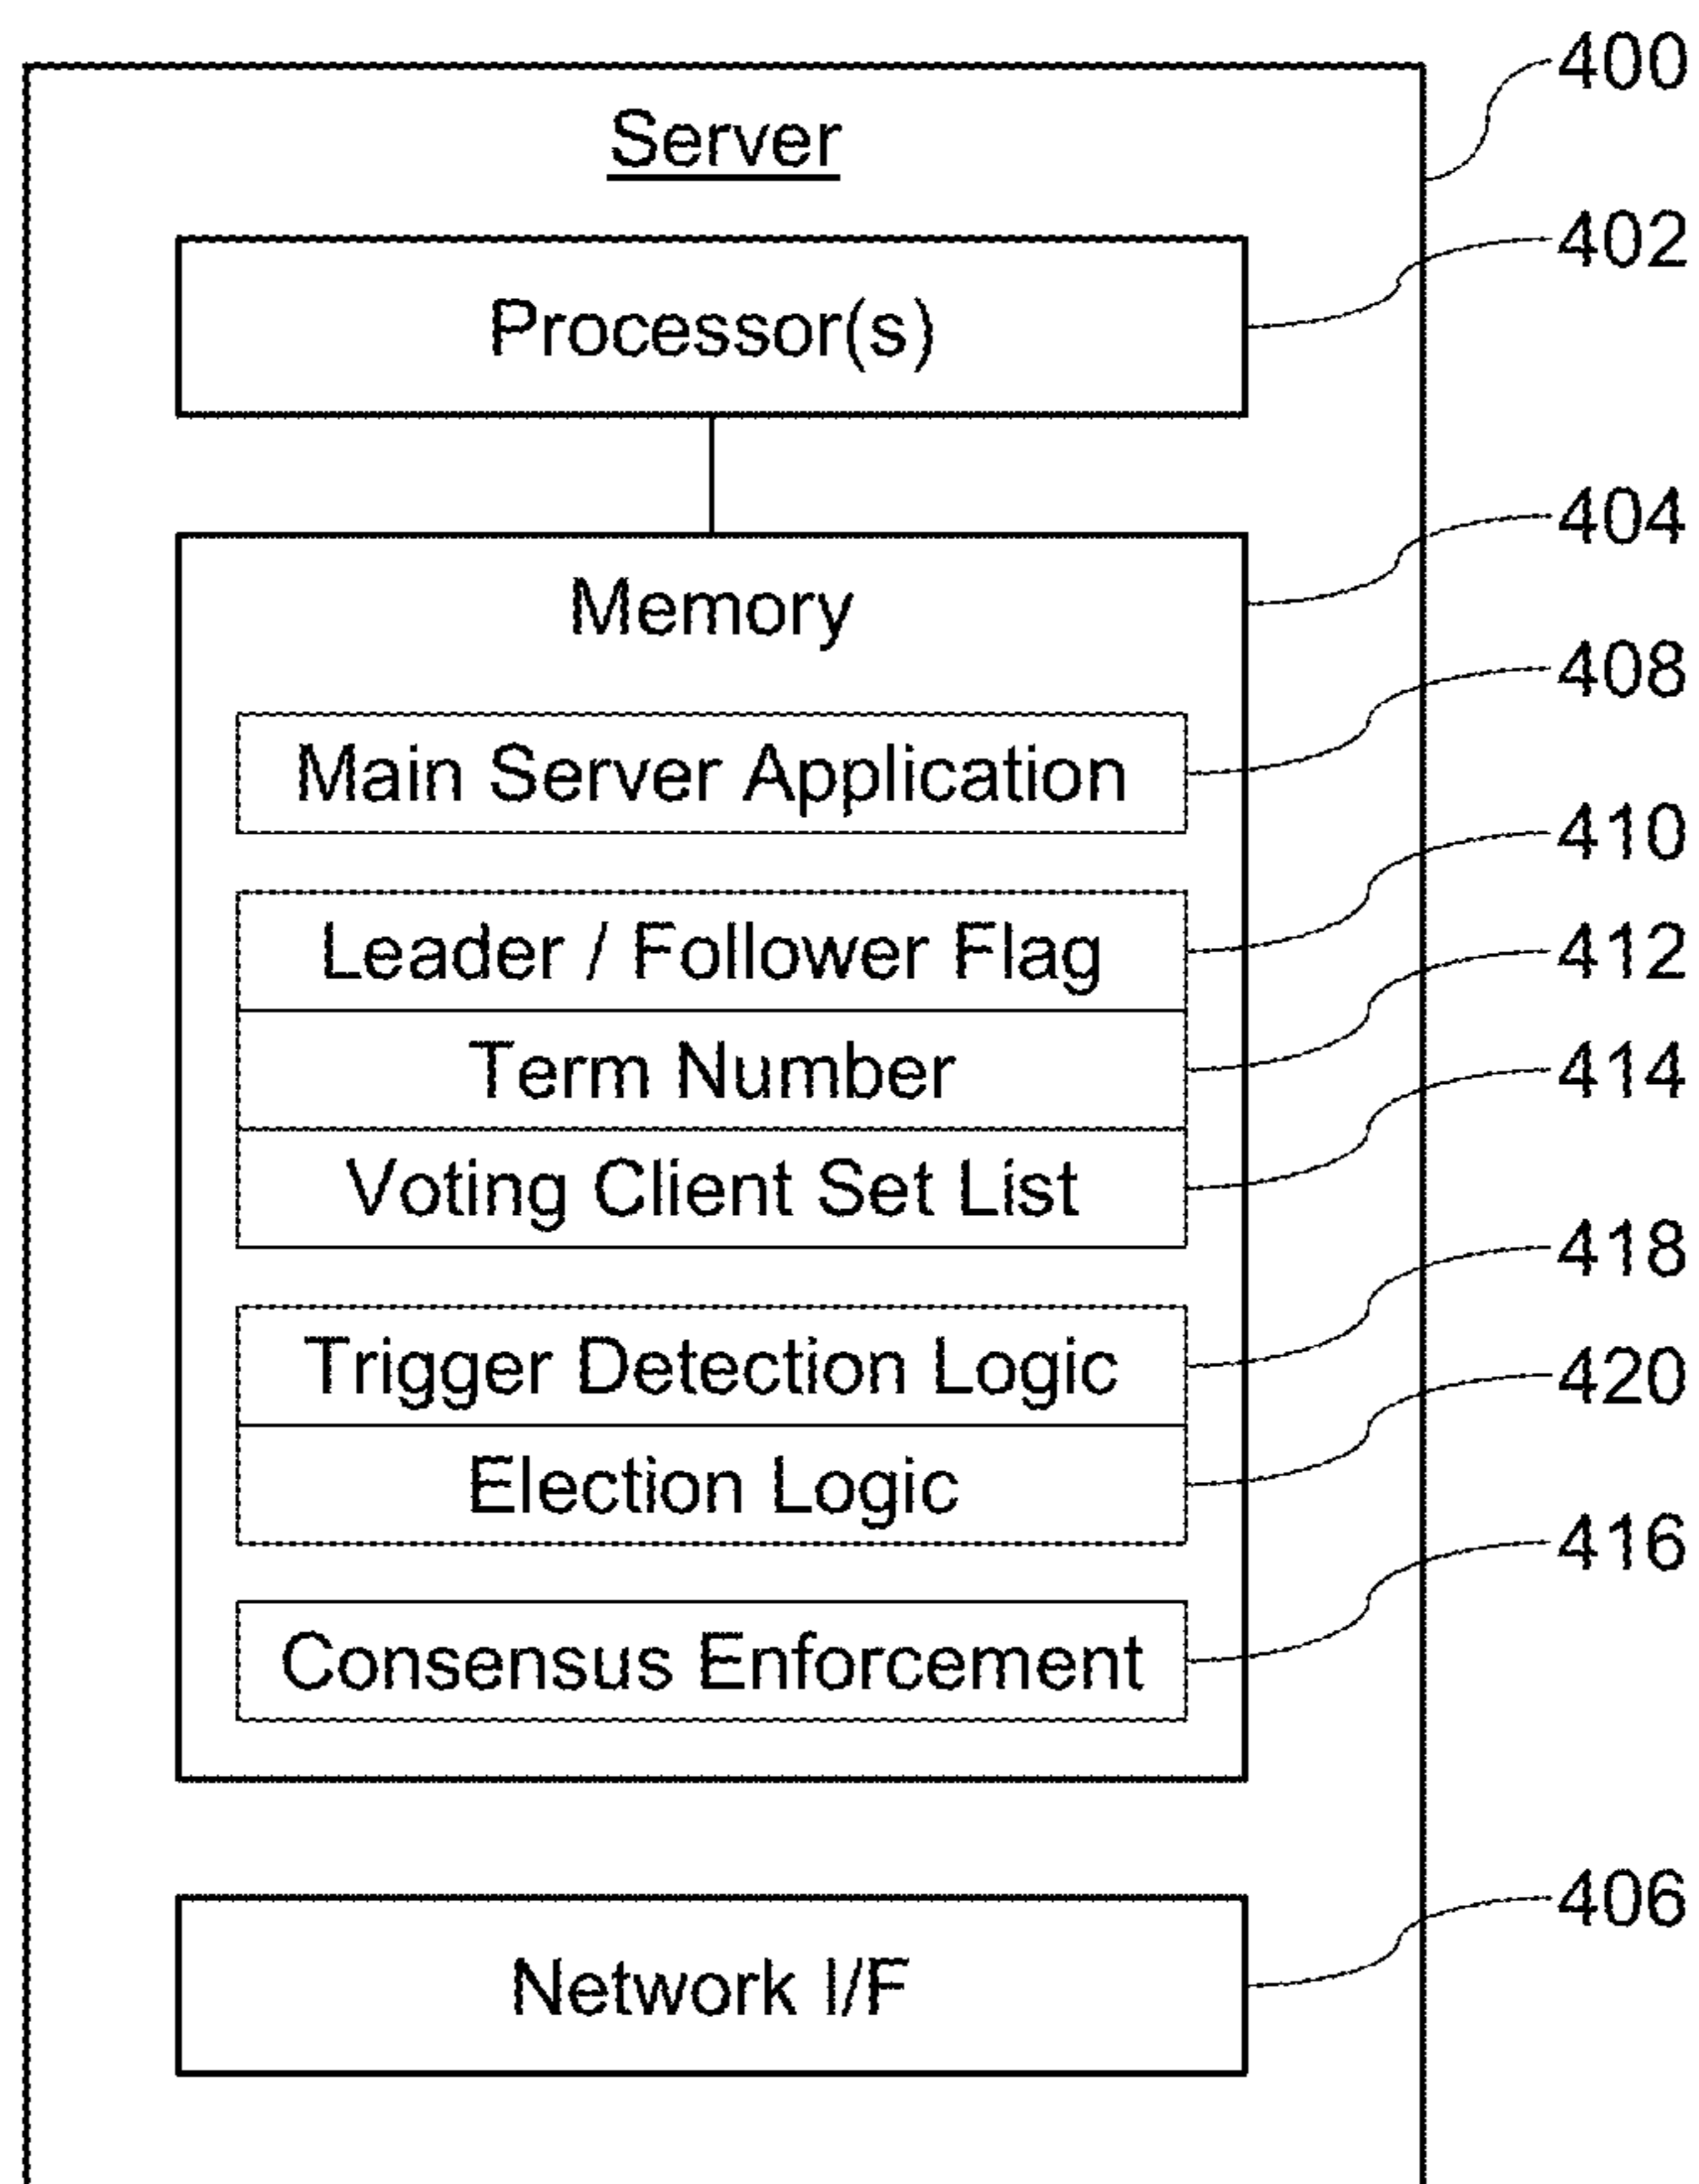 400
Server
402
Processor(s)
404
Memory
408
Main Server Application
410
Leader / Follower Flag
412
Term Number
414
Voting Client Set List
418
Trigger Detection Logic
420
Election Logic
416
Consensus Enforcement
406
Network I/F